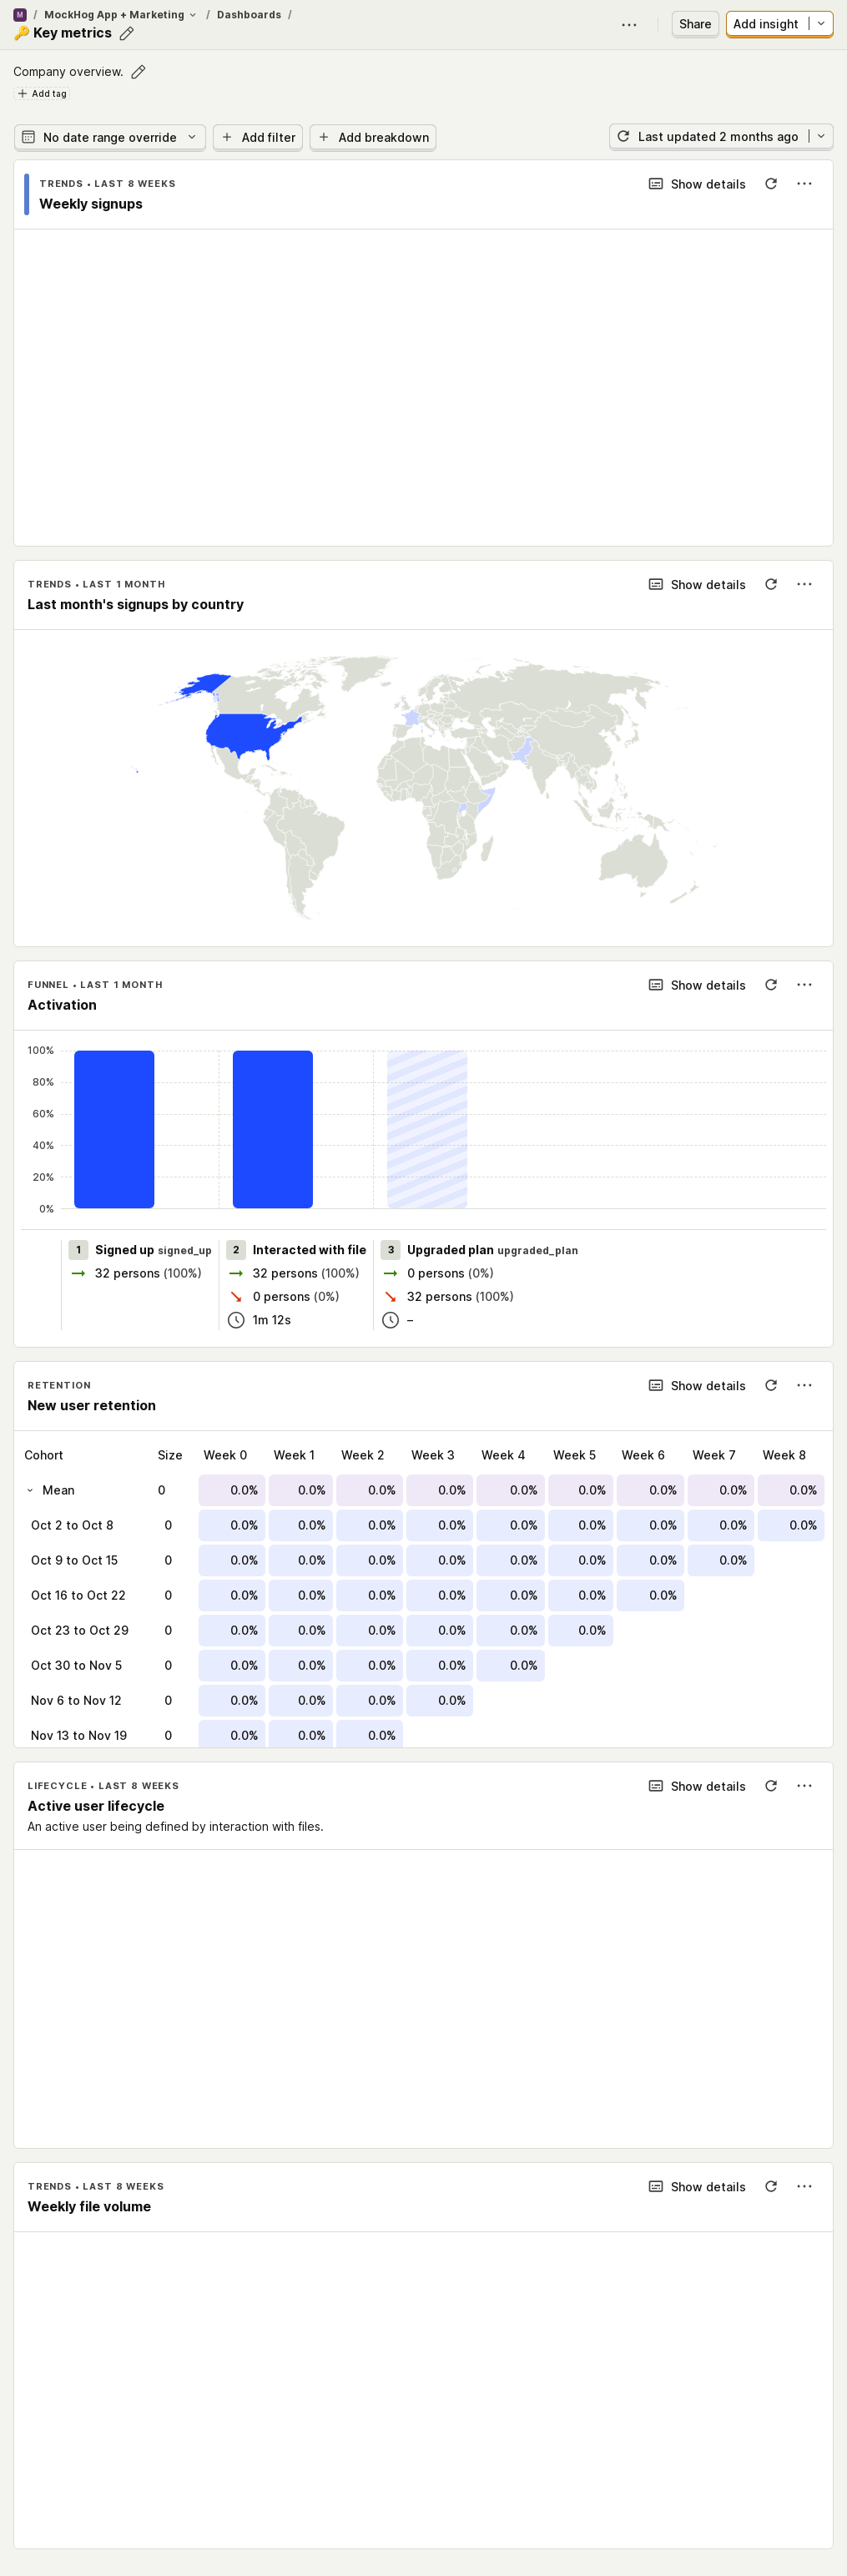 M / MockHog App + Marketing / Dashboards /
🔑 Key metrics
Share
Add insight
Company overview.
Add tag
No date range override
Add filter
Add breakdown
Last updated 2 months ago
TRENDS • LAST 8 WEEKS
Show details
Weekly signups
TRENDS • LAST 1 MONTH
Show details
Last month's signups by country
FUNNEL • LAST 1 MONTH
Show details
Activation
100%
80%
60%
40%
20%
0%
1 Signed up signed_up
32 persons (100%)
2 Interacted with file
32 persons (100%)
0 persons (0%)
1m 12s
3 Upgraded plan upgraded_plan
0 persons (0%)
32 persons (100%)
–
RETENTION
Show details
New user retention
Cohort Size Week 0 Week 1 Week 2 Week 3 Week 4 Week 5 Week 6 Week 7 Week 8
Mean 0 0.0% 0.0% 0.0% 0.0% 0.0% 0.0% 0.0% 0.0% 0.0%
Oct 2 to Oct 8 0 0.0% 0.0% 0.0% 0.0% 0.0% 0.0% 0.0% 0.0% 0.0%
Oct 9 to Oct 15 0 0.0% 0.0% 0.0% 0.0% 0.0% 0.0% 0.0% 0.0%
Oct 16 to Oct 22 0 0.0% 0.0% 0.0% 0.0% 0.0% 0.0% 0.0%
Oct 23 to Oct 29 0 0.0% 0.0% 0.0% 0.0% 0.0% 0.0%
Oct 30 to Nov 5 0 0.0% 0.0% 0.0% 0.0% 0.0%
Nov 6 to Nov 12 0 0.0% 0.0% 0.0% 0.0%
Nov 13 to Nov 19 0 0.0% 0.0% 0.0%
LIFECYCLE • LAST 8 WEEKS
Show details
Active user lifecycle
An active user being defined by interaction with files.
TRENDS • LAST 8 WEEKS
Show details
Weekly file volume